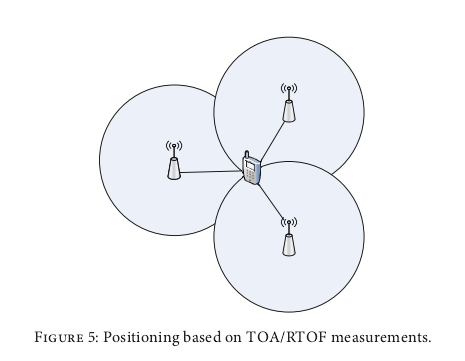 FIGURE 5: Positioning based on TOA/RTOF measurements.